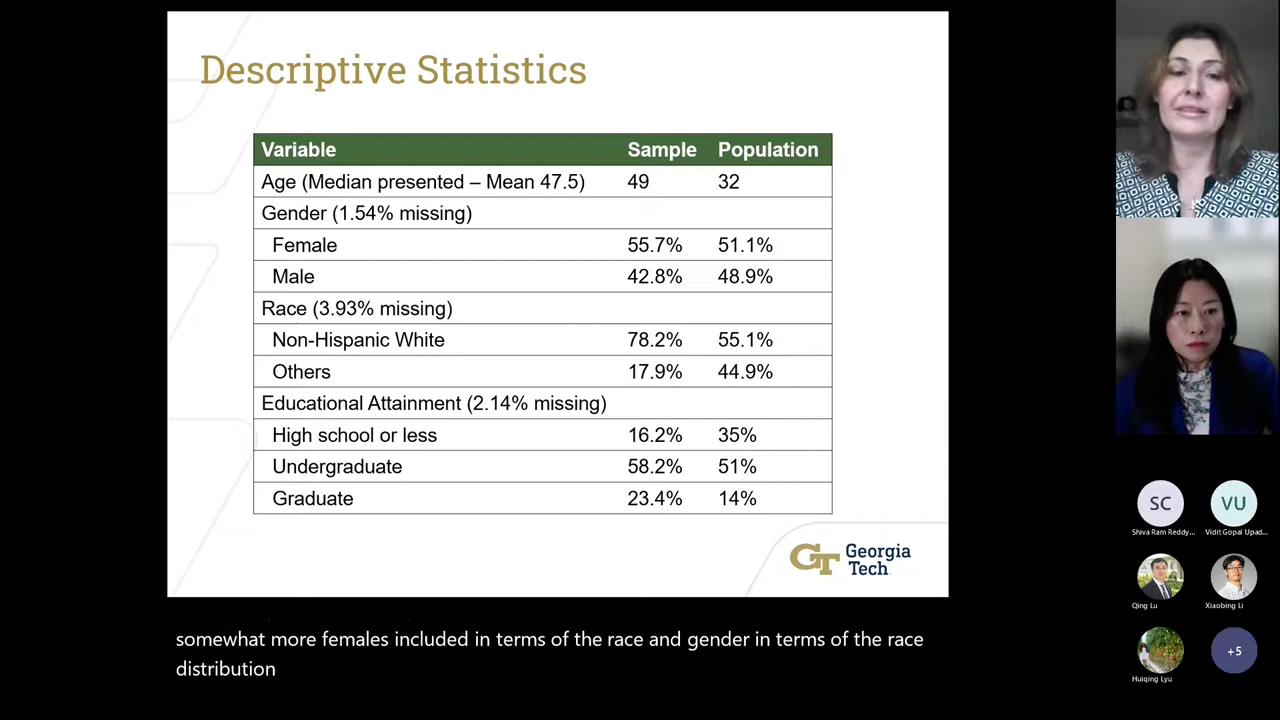 Descriptive Statistics
Variable Sample Population
Age (Median presented – Mean 47.5) 49 32
Gender (1.54% missing)
Female 55.7% 51.1%
Male 42.8% 48.9%
Race (3.93% missing)
Non-Hispanic White 78.2% 55.1%
Others 17.9% 44.9%
Educational Attainment (2.14% missing)
High school or less 16.2% 35%
Undergraduate 58.2% 51%
Graduate 23.4% 14%
GT Georgia
Tech
somewhat more females included in terms of the race and gender in terms of the race
distribution
SC VU
Shiva Ram Reddy... Vidit Gopal Upad...
Qing Lu Xiaobing Li
+5
Huiqing Lyu